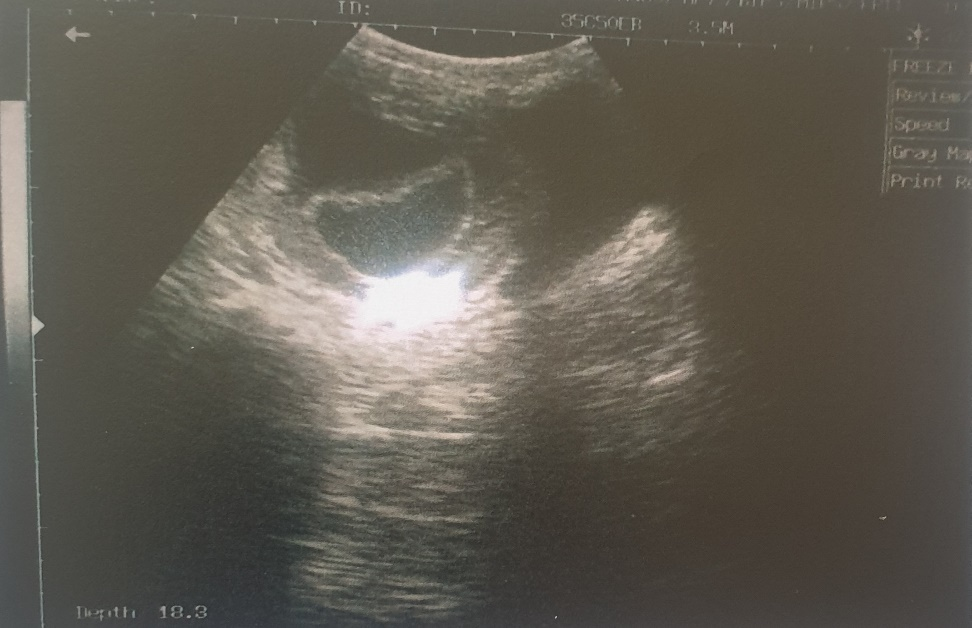 ID:
35C50EB 3.5M
FREEZE
Review/
Speed
Gray Ma
Print R
Depth 18.3